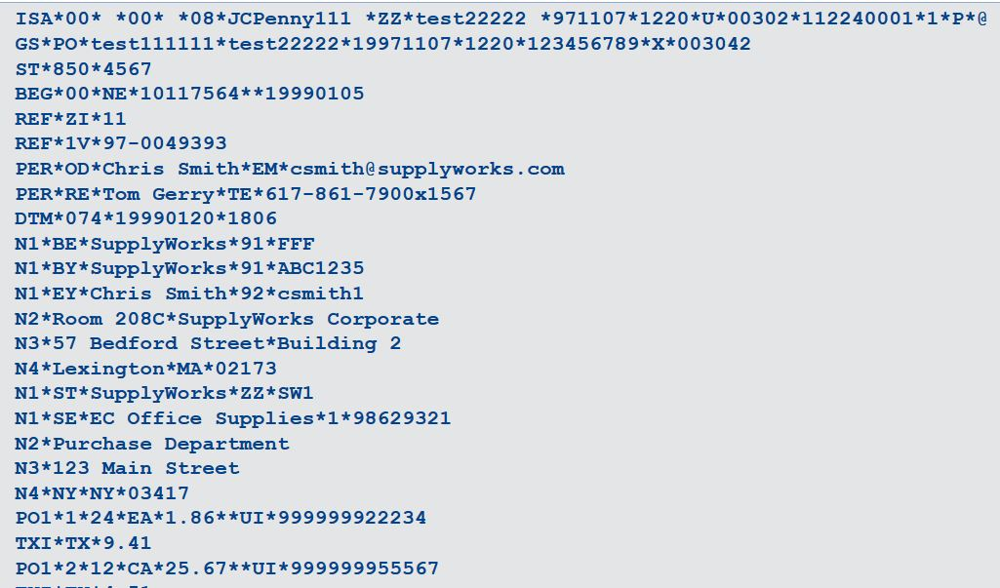 ISA*00* *00* *08*JCPenny111 *ZZ*test22222 *971107*1220*U*00302*112240001*1*P*@
GS*PO*test111111*test22222*19971107*1220*123456789*X*003042
ST*850*4567
BEG*00*NE*10117564**19990105
REF*ZI*11
REF*1V*97-0049393
PER*OD*Chris Smith*EM*csmith@supplyworks.com
PER*RE*Tom Gerry*TE*617-861-7900x1567
DTM*074*19990120*1806
N1*BE*SupplyWorks*91*FFF
N1*BY*SupplyWorks*91*ABC1235
N1*EY*Chris Smith*92*csmith1
N2*Room 208C*SupplyWorks Corporate
N3*57 Bedford Street*Building 2
N4*Lexington*MA*02173
N1*ST*SupplyWorks*ZZ*SW1
N1*SE*EC Office Supplies*1*98629321
N2*Purchase Department
N3*123 Main Street
N4*NY*NY*03417
PO1*1*24*EA*1.86**UI*999999922234
TXI*TX*9.41
PO1*2*12*CA*25.67**UI*999999955567